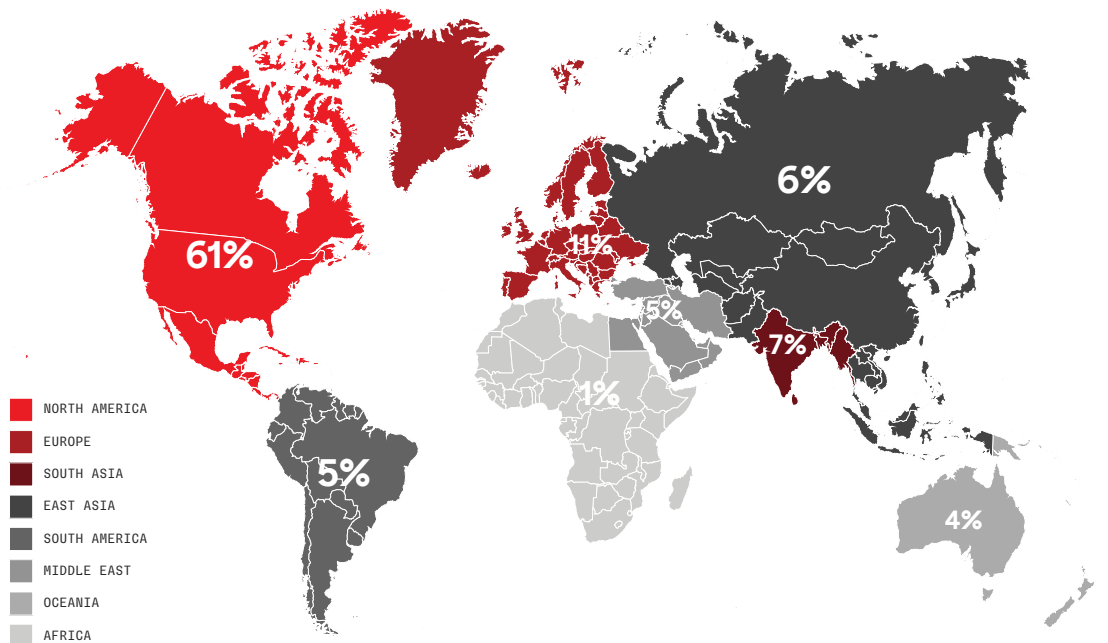 61%
11%
6%
5%
7%
1%
5%
4%
NORTH AMERICA
EUROPE
SOUTH ASIA
EAST ASIA
SOUTH AMERICA
MIDDLE EAST
OCEANIA
AFRICA